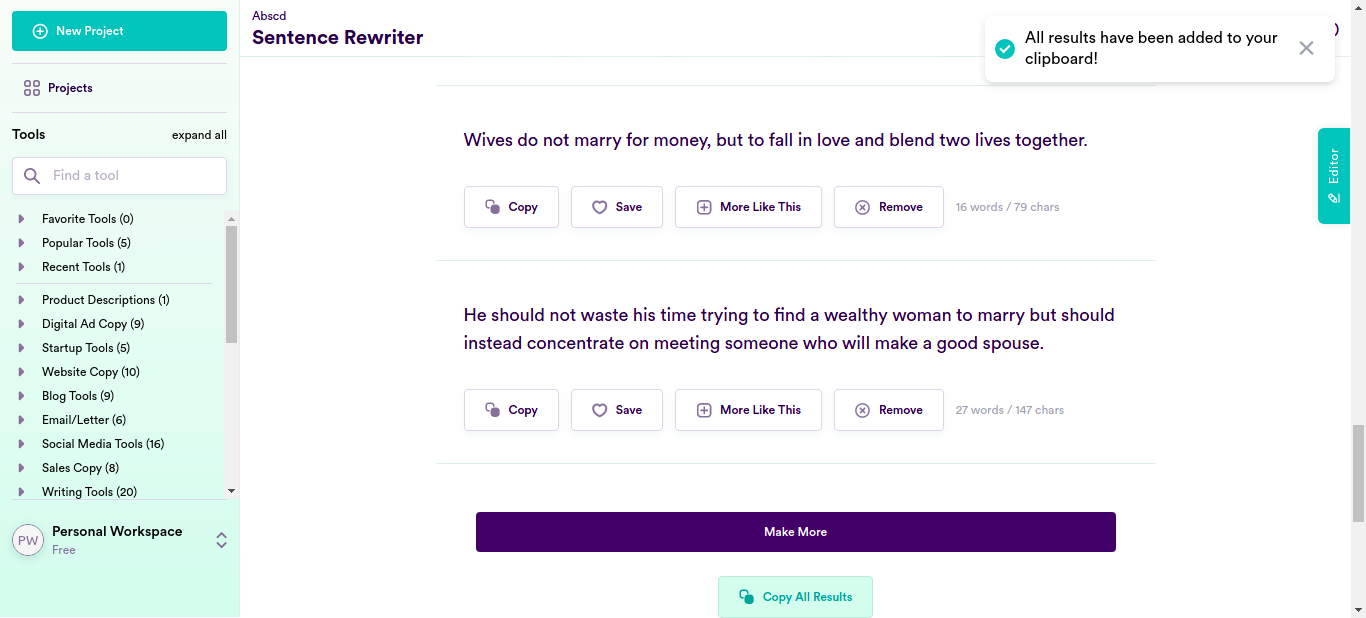 New Project
Projects
Tools
expand all
Find a tool
Favorite Tools (0)
Popular Tools (5)
Recent Tools (1)
Product Descriptions (1)
Digital Ad Copy (9)
Startup Tools (5)
Website Copy (10)
Blog Tools (9)
Email/Letter (6)
Social Media Tools (16)
Sales Copy (8)
Writing Tools (20)
PW
Personal Workspace
Free
Abscd
Sentence Rewriter
All results have been added to your
clipboard!
Editor
Wives do not marry for money, but to fall in love and blend two lives together.
Copy
Save
More Like This
Remove
16 words / 79 chars
He should not waste his time trying to find a wealthy woman to marry but should
instead concentrate on meeting someone who will make a good spouse.
Copy
Save
More Like This
Remove
27 words / 147 chars
Make More
Copy All Results